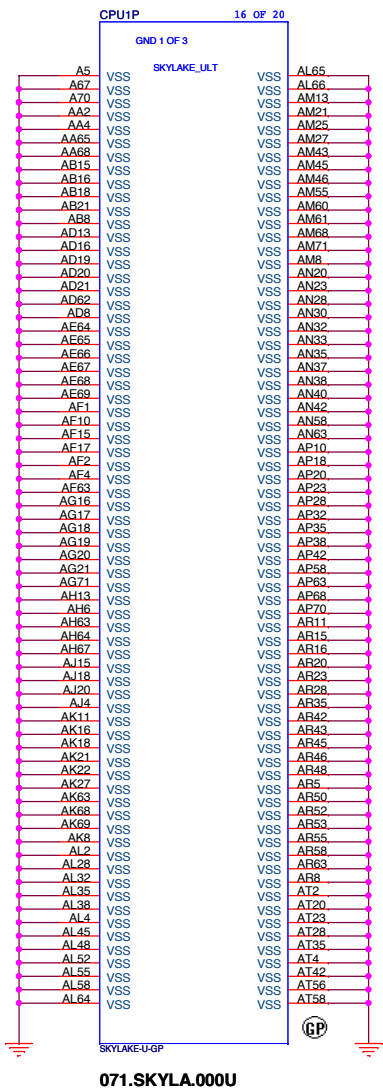 CPU1P 16 OF 20
GND 1 OF 3
SKYLAKE_ULT
A5 VSS VSS AL65
A67 VSS VSS AL66
A70 VSS VSS AM13
AA2 VSS VSS AM21
AA4 VSS VSS AM25
AA65 VSS VSS AM27
AA68 VSS VSS AM43
AB15 VSS VSS AM45
AB16 VSS VSS AM46
AB18 VSS VSS AM55
AB21 VSS VSS AM60
AB8 VSS VSS AM61
AD13 VSS VSS AM68
AD16 VSS VSS AM71
AD19 VSS VSS AM8
AD20 VSS VSS AN20
AD21 VSS VSS AN23
AD62 VSS VSS AN28
AD8 VSS VSS AN30
AE64 VSS VSS AN32
AE65 VSS VSS AN33
AE66 VSS VSS AN35
AE67 VSS VSS AN37
AE68 VSS VSS AN38
AE69 VSS VSS AN40
AF1 VSS VSS AN42
AF10 VSS VSS AN58
AF15 VSS VSS AN63
AF17 VSS VSS AP10
AF2 VSS VSS AP18
AF4 VSS VSS AP20
AF63 VSS VSS AP23
AG16 VSS VSS AP28
AG17 VSS VSS AP32
AG18 VSS VSS AP35
AG19 VSS VSS AP38
AG20 VSS VSS AP42
AG21 VSS VSS AP58
AG71 VSS VSS AP63
AH13 VSS VSS AP68
AH6 VSS VSS AP70
AH63 VSS VSS AR11
AH64 VSS VSS AR15
AH67 VSS VSS AR16
AJ15 VSS VSS AR20
AJ18 VSS VSS AR23
AJ20 VSS VSS AR28
AJ4 VSS VSS AR35
AK11 VSS VSS AR42
AK16 VSS VSS AR43
AK18 VSS VSS AR45
AK21 VSS VSS AR46
AK22 VSS VSS AR48
AK27 VSS VSS AR5
AK63 VSS VSS AR50
AK68 VSS VSS AR52
AK69 VSS VSS AR53
AK8 VSS VSS AR55
AL2 VSS VSS AR58
AL28 VSS VSS AR63
AL32 VSS VSS AR8
AL35 VSS VSS AT2
AL38 VSS VSS AT20
AL4 VSS VSS AT23
AL45 VSS VSS AT28
AL48 VSS VSS AT35
AL52 VSS VSS AT4
AL55 VSS VSS AT42
AL58 VSS VSS AT56
AL64 VSS VSS AT58
GP
SKYLAKE-U-GP
071.SKYLA.000U